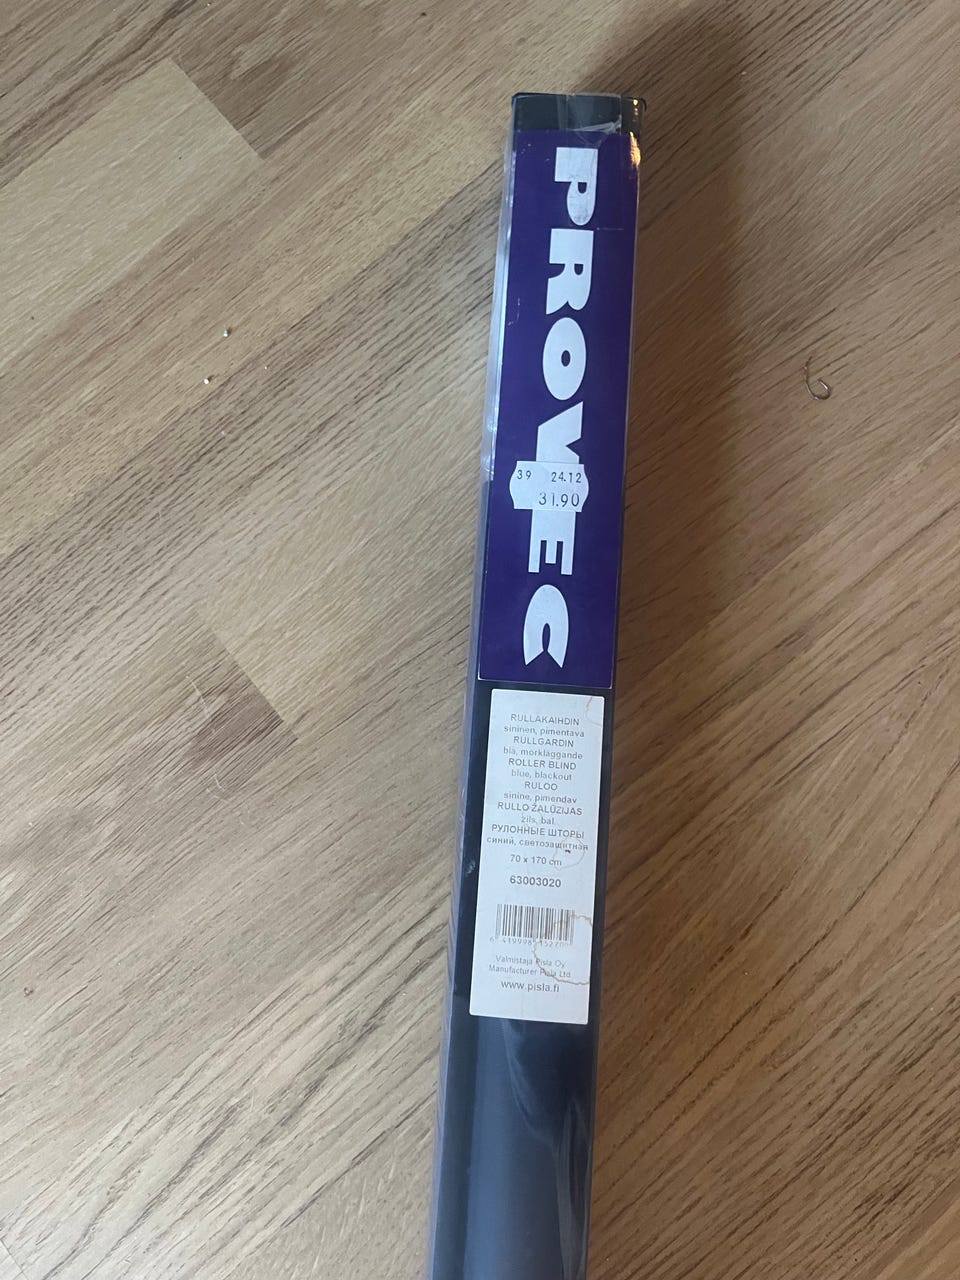 PROVEC
39 24.12
31.90
RULLAKAIHDIN
sininen, pimentava
RULLGARDIN
blå, mörkläggande
ROLLER BLIND
blue, blackout
RULOO
sinine, pimendav
RULLO ŽALŪZIJAS
zils, bal.
РУЛОННЫЕ ШТОРЫ
синий, светозащитная
70 x 170 cm
63003020
Valmistaja Pisla Oy
Manufacturer Pisla Ltd
www.pisla.fi